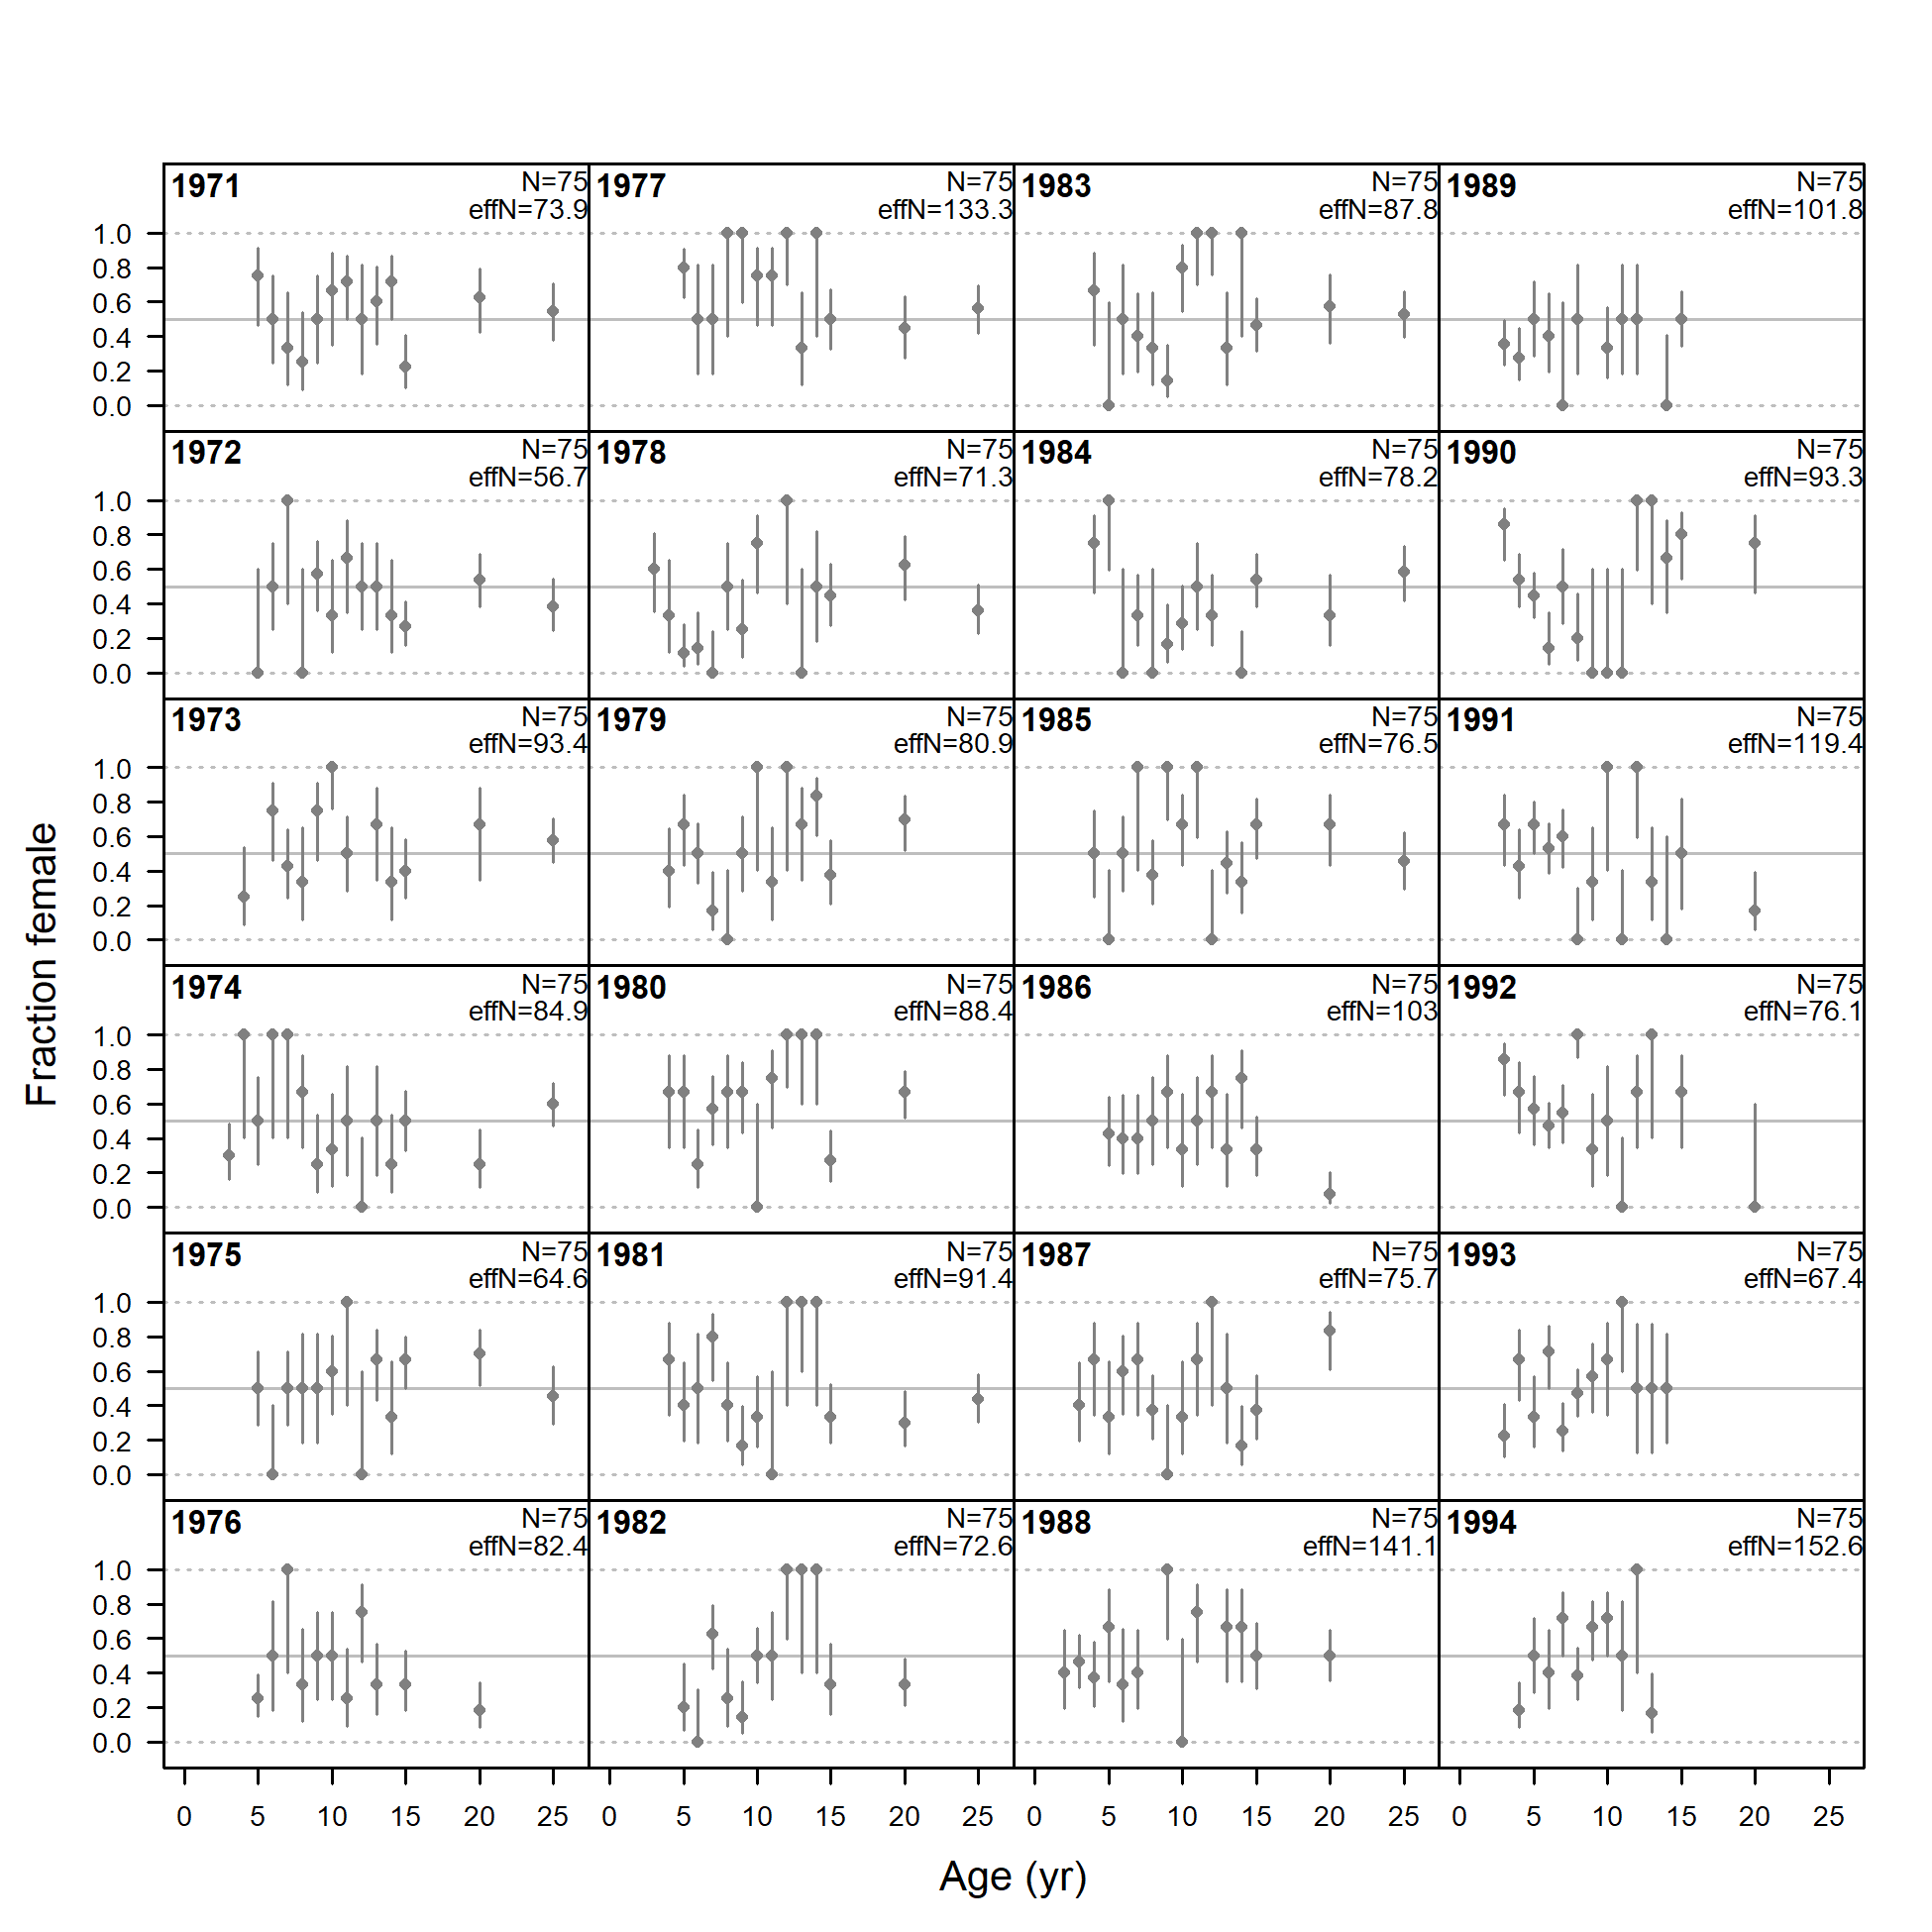 1971 N=75 1977 N=75 1983 N=75 1989 N=75
effN=73.9 effN=133.3 effN=87.8 effN=101.8
1.0
0.8
0.6
0.4
0.2
0.0
1972 N=75 1978 N=75 1984 N=75 1990 N=75
effN=56.7 effN=71.3 effN=78.2 effN=93.3
1.0
0.8
0.6
0.4
0.2
0.0
1973 N=75 1979 N=75 1985 N=75 1991 N=75
effN=93.4 effN=80.9 effN=76.5 effN=119.4
1.0
0.8
0.6
0.4
0.2
0.0
Fraction female
1974 N=75 1980 N=75 1986 N=75 1992 N=75
effN=84.9 effN=88.4 effN=103 effN=76.1
1.0
0.8
0.6
0.4
0.2
0.0
1975 N=75 1981 N=75 1987 N=75 1993 N=75
effN=64.6 effN=91.4 effN=75.7 effN=67.4
1.0
0.8
0.6
0.4
0.2
0.0
1976 N=75 1982 N=75 1988 N=75 1994 N=75
effN=82.4 effN=72.6 effN=141.1 effN=152.6
1.0
0.8
0.6
0.4
0.2
0.0
0 5 10 15 20 25 0 5 10 15 20 25 0 5 10 15 20 25 0 5 10 15 20 25
Age (yr)